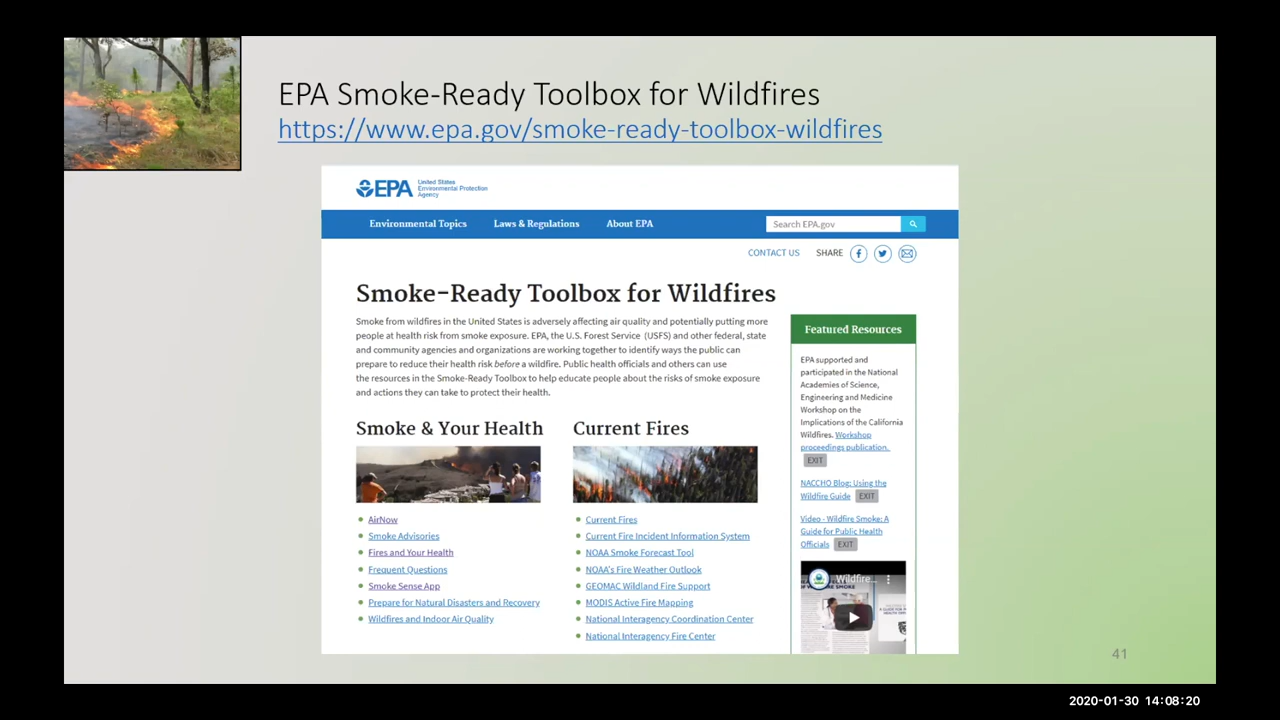 EPA Smoke-Ready Toolbox for Wildfires
https://www.epa.gov/smoke-ready-toolbox-wildfires
EPA
United States
Environmental Protection
Agency
Environmental Topics
Laws & Regulations
About EPA
Search EPA.gov
CONTACT US
SHARE
Smoke-Ready Toolbox for Wildfires
Smoke from wildfires in the United States is adversely affecting air quality and potentially putting more
people at health risk from smoke exposure. EPA, the U.S. Forest Service (USFS) and other federal, state
and community agencies and organizations are working together to identify ways the public can
prepare to reduce their health risk before a wildfire. Public health officials and others can use
the resources in the Smoke-Ready Toolbox to help educate people about the risks of smoke exposure
and actions they can take to protect their health.
Smoke & Your Health
AirNow
Smoke Advisories
Fires and Your Health
Frequent Questions
Smoke Sense App
Prepare for Natural Disasters and Recovery
Wildfires and Indoor Air Quality
Current Fires
Current Fires
Current Fire Incident Information System
NOAA Smoke Forecast Tool
NOAA's Fire Weather Outlook
GEOMAC Wildland Fire Support
MODIS Active Fire Mapping
National Interagency Coordination Center
National Interagency Fire Center
Featured Resources
EPA supported and
participated in the National
Academies of Science,
Engineering and Medicine
Workshop on the
Implications of the California
Wildfires. Workshop
proceedings publication.
EXIT
NACCHO Blog: Using the
Wildfire Guide EXIT
Video - Wildfire Smoke: A
Guide for Public Health
Officials EXIT
Wildfire...
41
2020-01-30 14:08:20